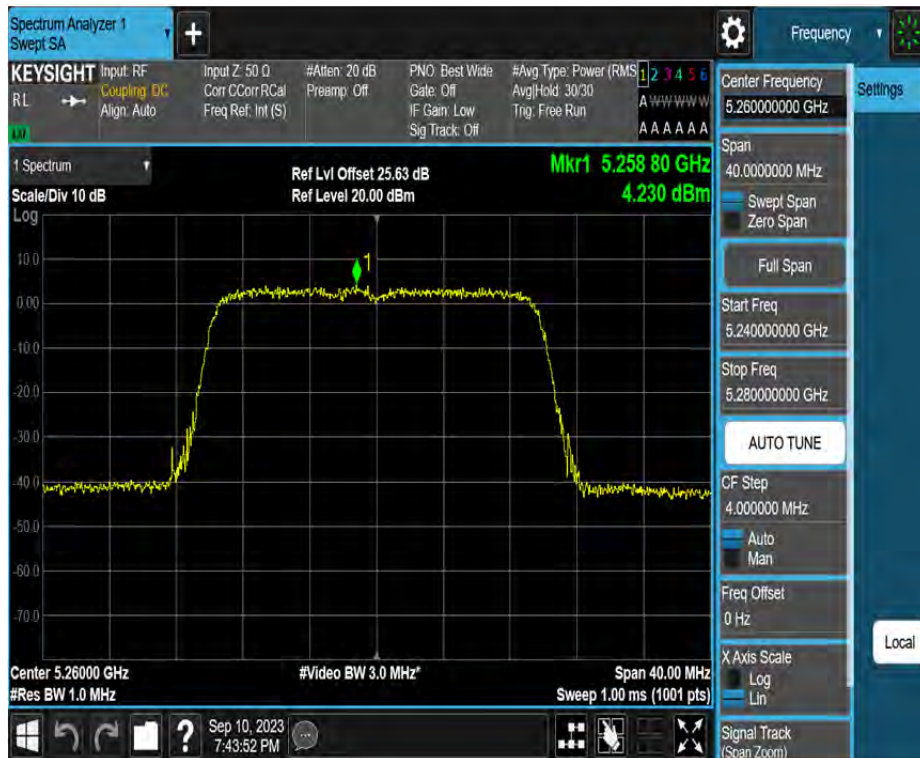 Spectrum Analyzer 1
Swept SA
Frequency
KEYSIGHT
RL
LXI
Input: RF
Coupling: DC
Align: Auto
Input Z: 50 Ω
Corr CCorr RCal
Freq Ref: Int (S)
#Atten: 20 dB
Preamp: Off
PNO: Best Wide
Gate: Off
IF Gain: Low
Sig Track: Off
#Avg Type: Power (RMS
Avg|Hold: 30/30
Trig: Free Run
1 2 3 4 5 6
A W W W W W
A A A A A A
1 Spectrum
Scale/Div 10 dB
Log
Ref Lvl Offset 25.63 dB
Ref Level 20.00 dBm
Mkr1 5.258 80 GHz
4.230 dBm
1
10.0
0.00
-10.0
-20.0
-30.0
-40.0
-50.0
-60.0
-70.0
Center 5.26000 GHz
#Res BW 1.0 MHz
#Video BW 3.0 MHz*
Span 40.00 MHz
Sweep 1.00 ms (1001 pts)
?
Sep 10, 2023
7:43:52 PM
Center Frequency
5.260000000 GHz
Settings
Span
40.0000000 MHz
Swept Span
Zero Span
Full Span
Start Freq
5.240000000 GHz
Stop Freq
5.280000000 GHz
AUTO TUNE
CF Step
4.000000 MHz
Auto
Man
Freq Offset
0 Hz
Local
X Axis Scale
Log
Lin
Signal Track
(Span Zoom)